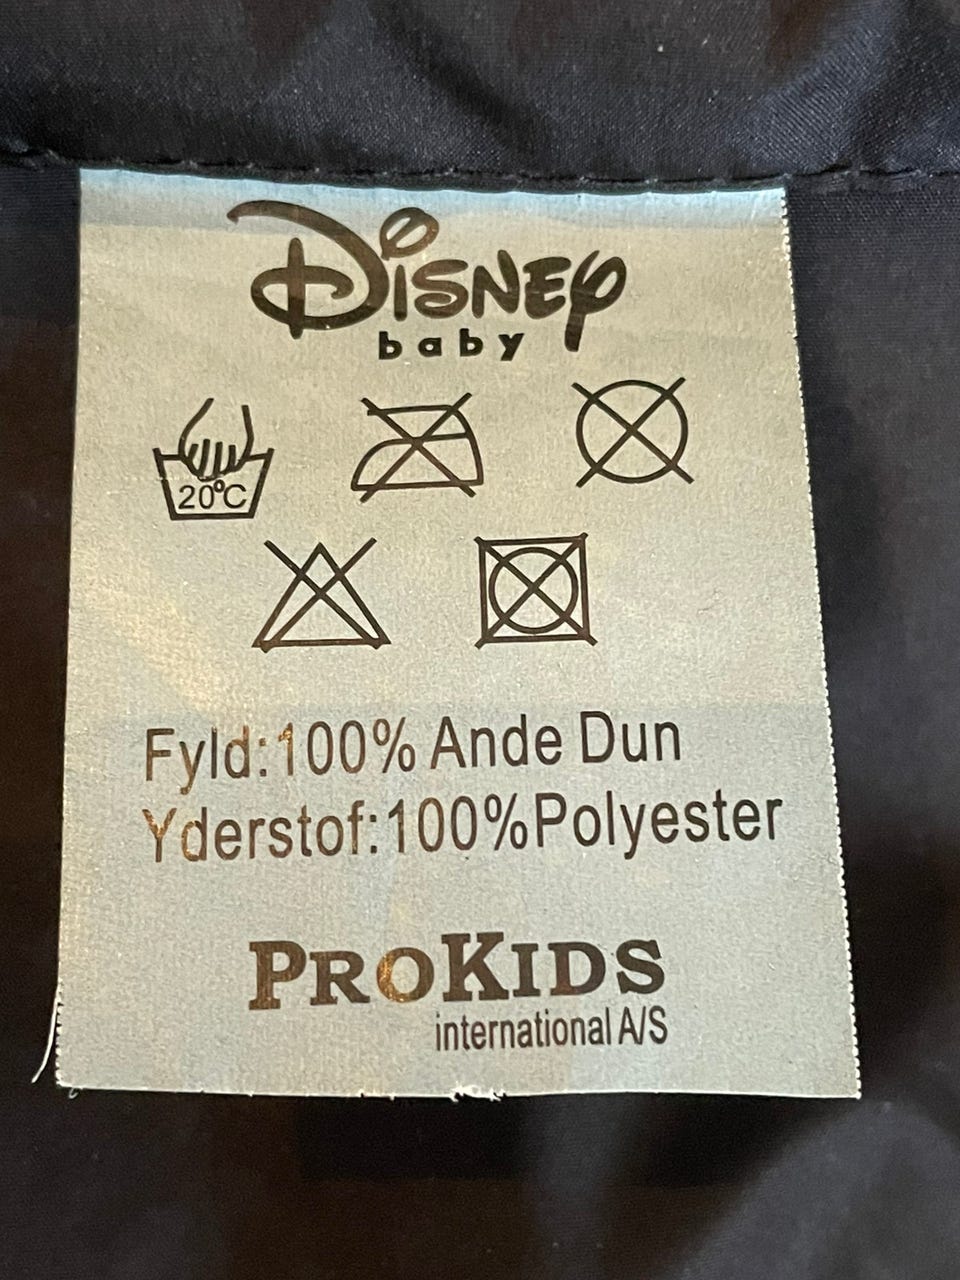 Disney
baby
20°C
Fyld:100% Ande Dun
Yderstof:100%Polyester
PROKIDS
international A/S